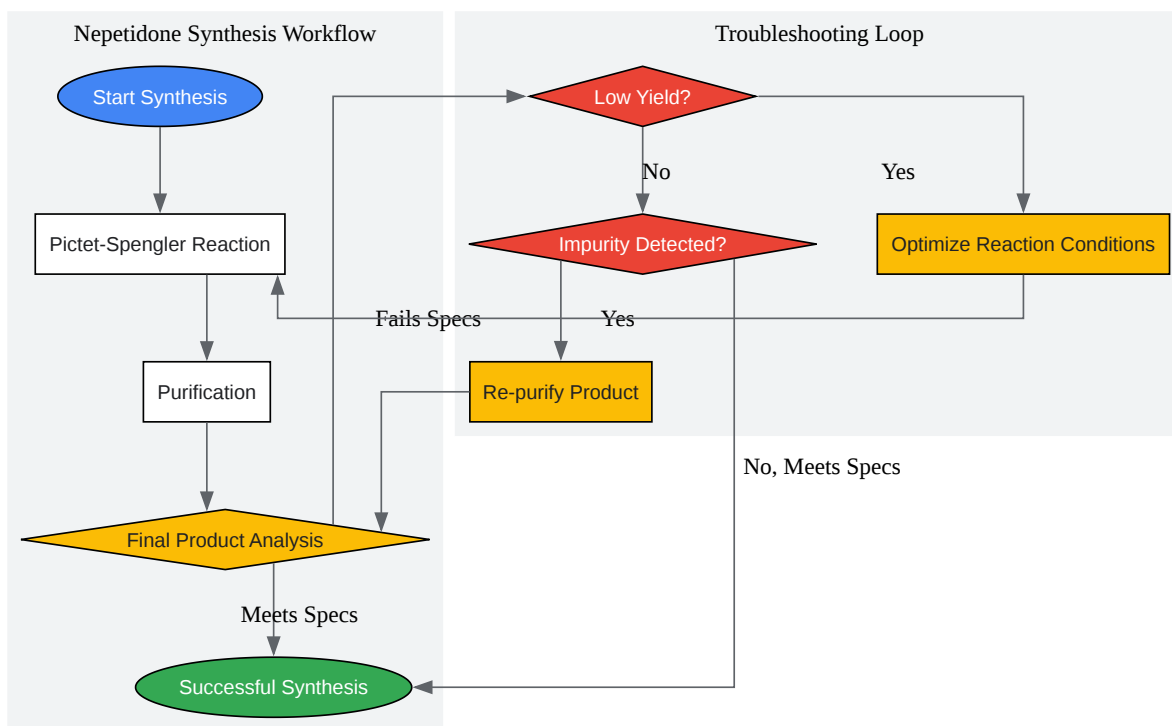 Nepetidone Synthesis Workflow
Troubleshooting Loop
Start Synthesis
Low Yield?
No
Yes
Pictet-Spengler Reaction
Impurity Detected?
Optimize Reaction Conditions
Fails Specs
Yes
Purification
Re-purify Product
No, Meets Specs
Final Product Analysis
Meets Specs
Successful Synthesis